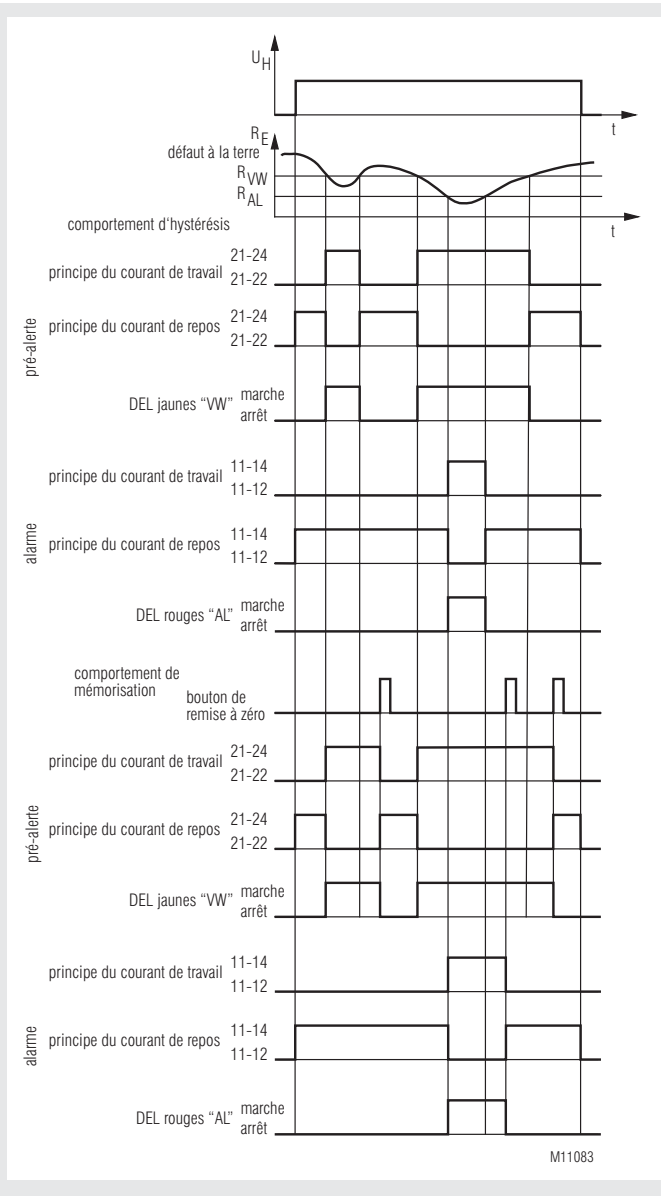 UH
t
RE
défaut à la terre
RVW
RAL
t
comportement d'hystérésis
pré-alerte
principe du courant de travail 21-24
21-22
principe du courant de repos 21-24
21-22
DEL jaunes “VW” marche
arrêt
alarme
principe du courant de travail 11-14
11-12
principe du courant de repos 11-14
11-12
DEL rouges “AL” marche
arrêt
comportement de
mémorisation
bouton de
remise à zéro
pré-alerte
principe du courant de travail 21-24
21-22
principe du courant de repos 21-24
21-22
DEL jaunes “VW” marche
arrêt
alarme
principe du courant de travail 11-14
11-12
principe du courant de repos 11-14
11-12
DEL rouges “AL” marche
arrêt
M11083